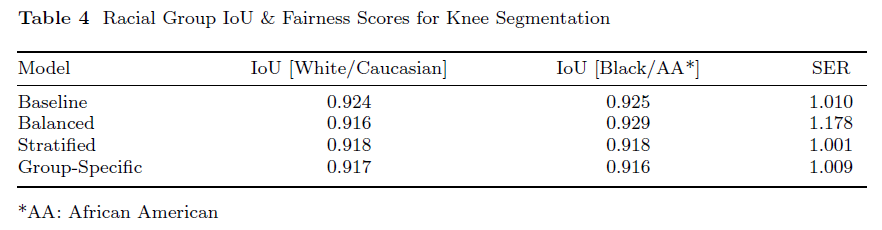 Table 4 Racial Group IoU & Fairness Scores for Knee Segmentation
Model IoU [White/Caucasian] IoU [Black/AA*] SER
Baseline 0.924 0.925 1.010
Balanced 0.916 0.929 1.178
Stratified 0.918 0.918 1.001
Group-Specific 0.917 0.916 1.009
*AA: African American